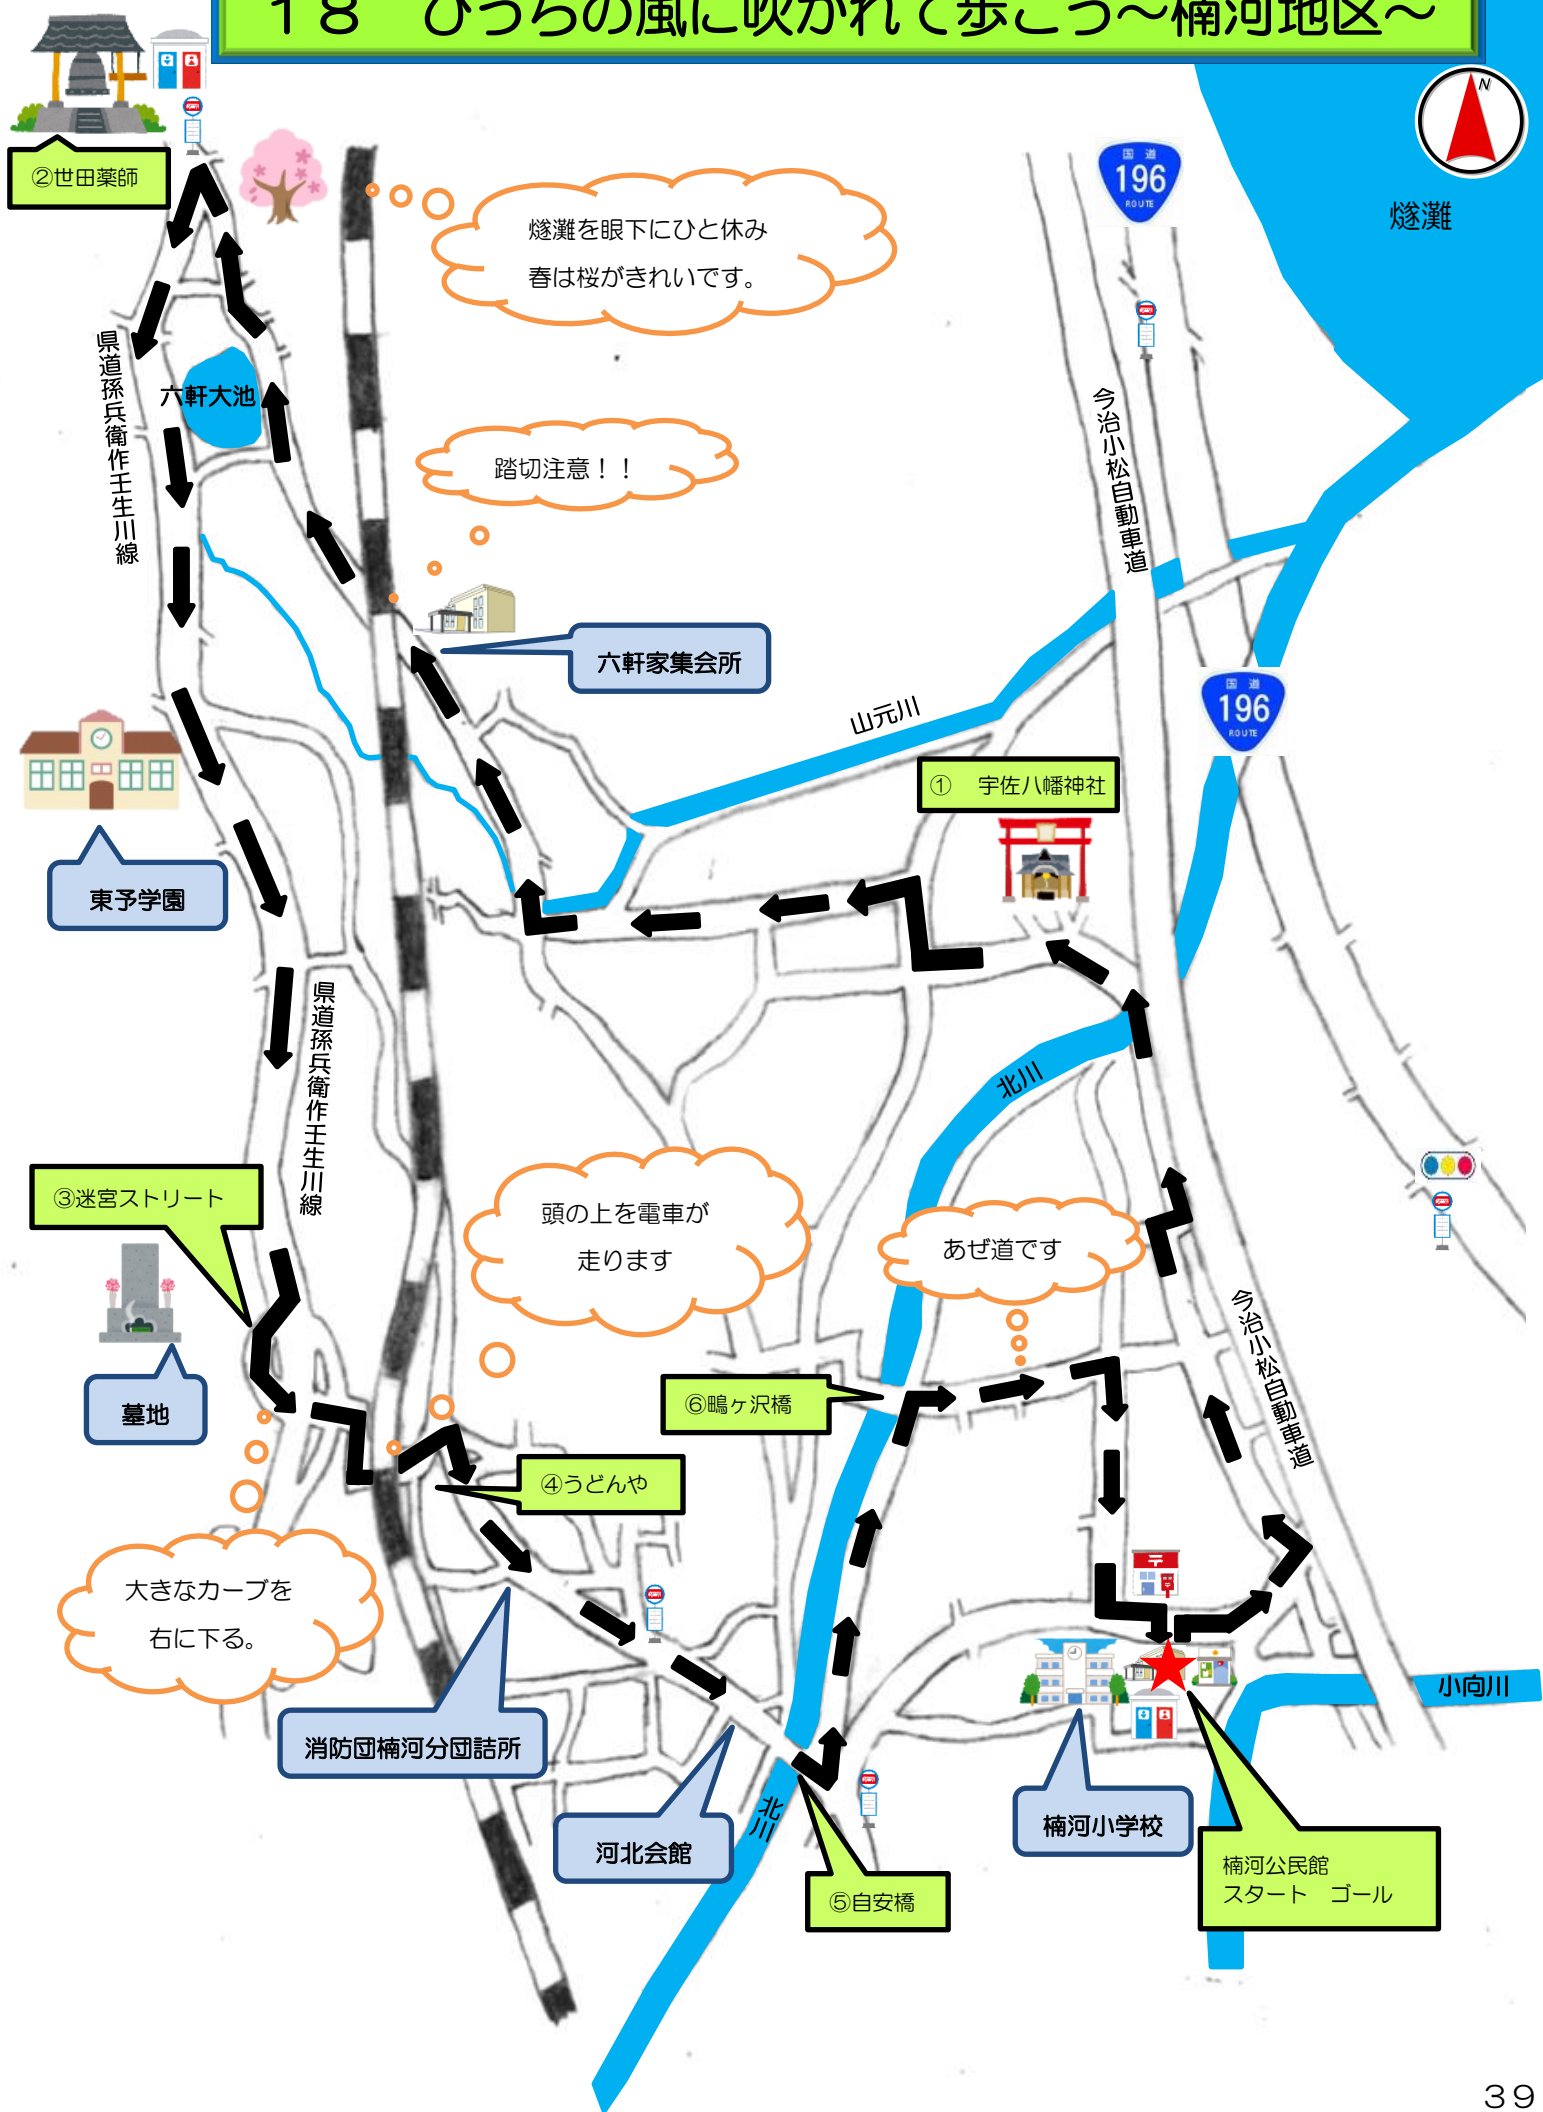 １８　ひうちの風に吹かれて歩こう～楠河地区～
N
燧灘
②世田薬師
国道
196
ROUTE
燧灘を眼下にひと休み
春は桜がきれいです。
県道孫兵衛作壬生川線
六軒大池
今治小松自動車道
踏切注意！！
六軒家集会所
山元川
国道
196
ROUTE
①　宇佐八幡神社
東予学園
県道孫兵衛作壬生川線
北川
③迷宮ストリート
頭の上を電車が
走ります
あぜ道です
今治小松自動車道
墓地
⑥鴫ヶ沢橋
④うどんや
大きなカーブを
右に下る。
〒
小向川
消防団楠河分団詰所
河北会館
北川
楠河小学校
⑤自安橋
楠河公民館
スタート　ゴール
３９